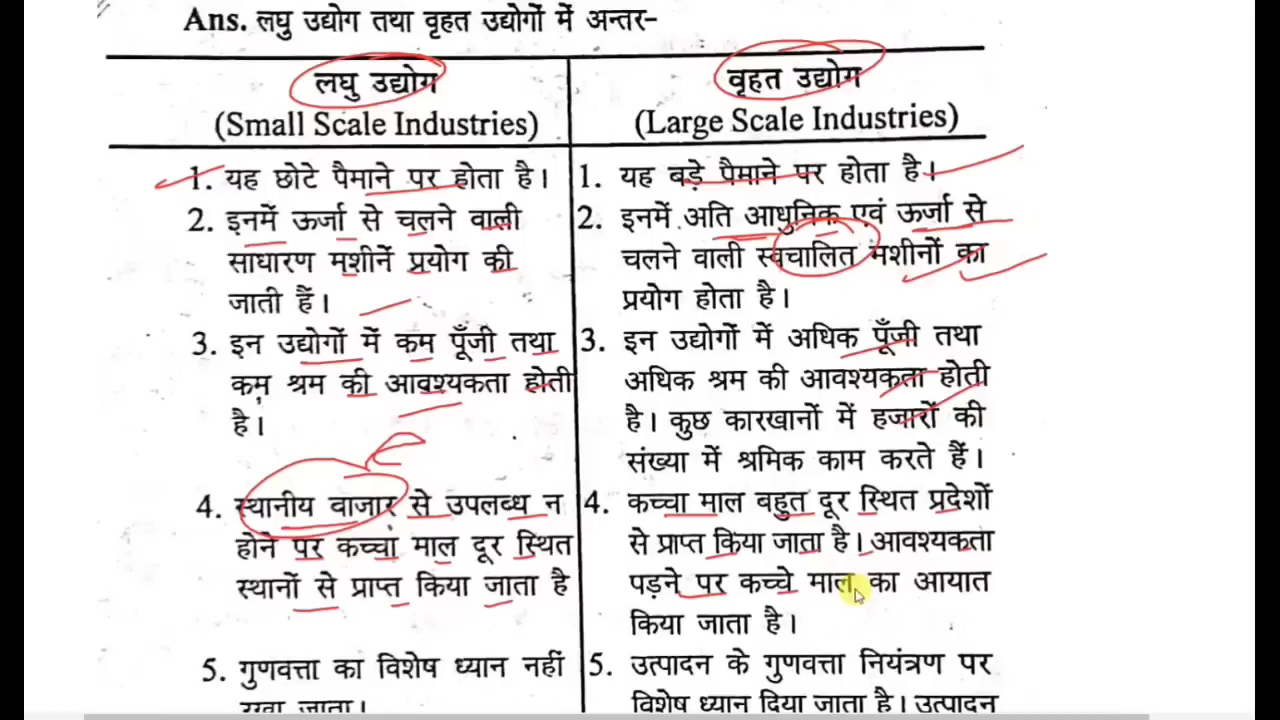 Ans. लघु उद्योग तथा वृहत उद्योगों में अन्तर-
लघु उद्योग
(Small Scale Industries)
1. यह छोटे पैमाने पर होता है।
2. इनमें ऊर्जा से चलने वाली
साधारण मशीनें प्रयोग की
जाती हैं।
3. इन उद्योगों में कम पूँजी तथा
कम श्रम की आवश्यकता होती
है।
4. स्थानीय बाजार से उपलब्ध न
होने पर कच्चां माल दूर स्थित
स्थानों से प्राप्त किया जाता है
5. गुणवत्ता का विशेष ध्यान नहीं
रखा जाता।
वृहत उद्योग
(Large Scale Industries)
1. यह बड़े पैमाने पर होता है।
2. इनमें अति आधुनिक एवं ऊर्जा से
चलने वाली स्वचालित मशीनों का
प्रयोग होता है।
3. इन उद्योगों में अधिक पूँजी तथा
अधिक श्रम की आवश्यकता होती
है। कुछ कारखानों में हजारों की
संख्या में श्रमिक काम करते हैं।
4. कच्चा माल बहुत दूर स्थित प्रदेशों
से प्राप्त किया जाता है। आवश्यकता
पड़ने पर कच्चे माल का आयात
किया जाता है।
5. उत्पादन के गुणवत्ता नियंत्रण पर
विशेष ध्यान दिया जाता है। उत्पादन